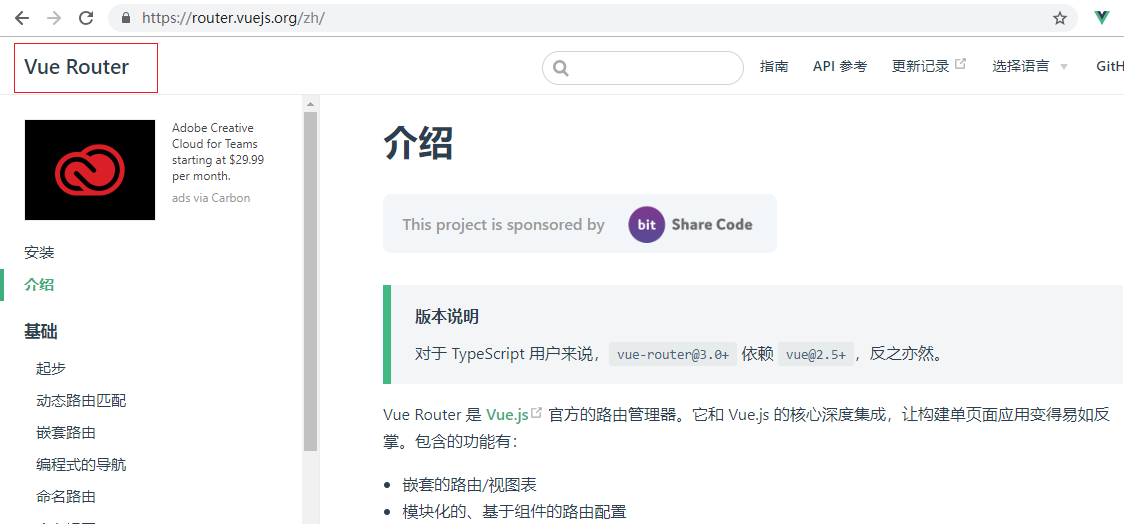 https://router.vuejs.org/zh/
Vue Router
指南 API 参考 更新记录 选择语言 GitH
Adobe Creative
Cloud for Teams
starting at $29.99
per month.
ads via Carbon
安装
介绍
基础
起步
动态路由匹配
嵌套路由
编程式的导航
命名路由
介绍
This project is sponsored by bit Share Code
版本说明
对于 TypeScript 用户来说，vue-router@3.0+ 依赖 vue@2.5+，反之亦然。
Vue Router 是 Vue.js 官方的路由管理器。它和 Vue.js 的核心深度集成，让构建单页面应用变得易如反
掌。包含的功能有：
嵌套的路由/视图表
模块化的、基于组件的路由配置